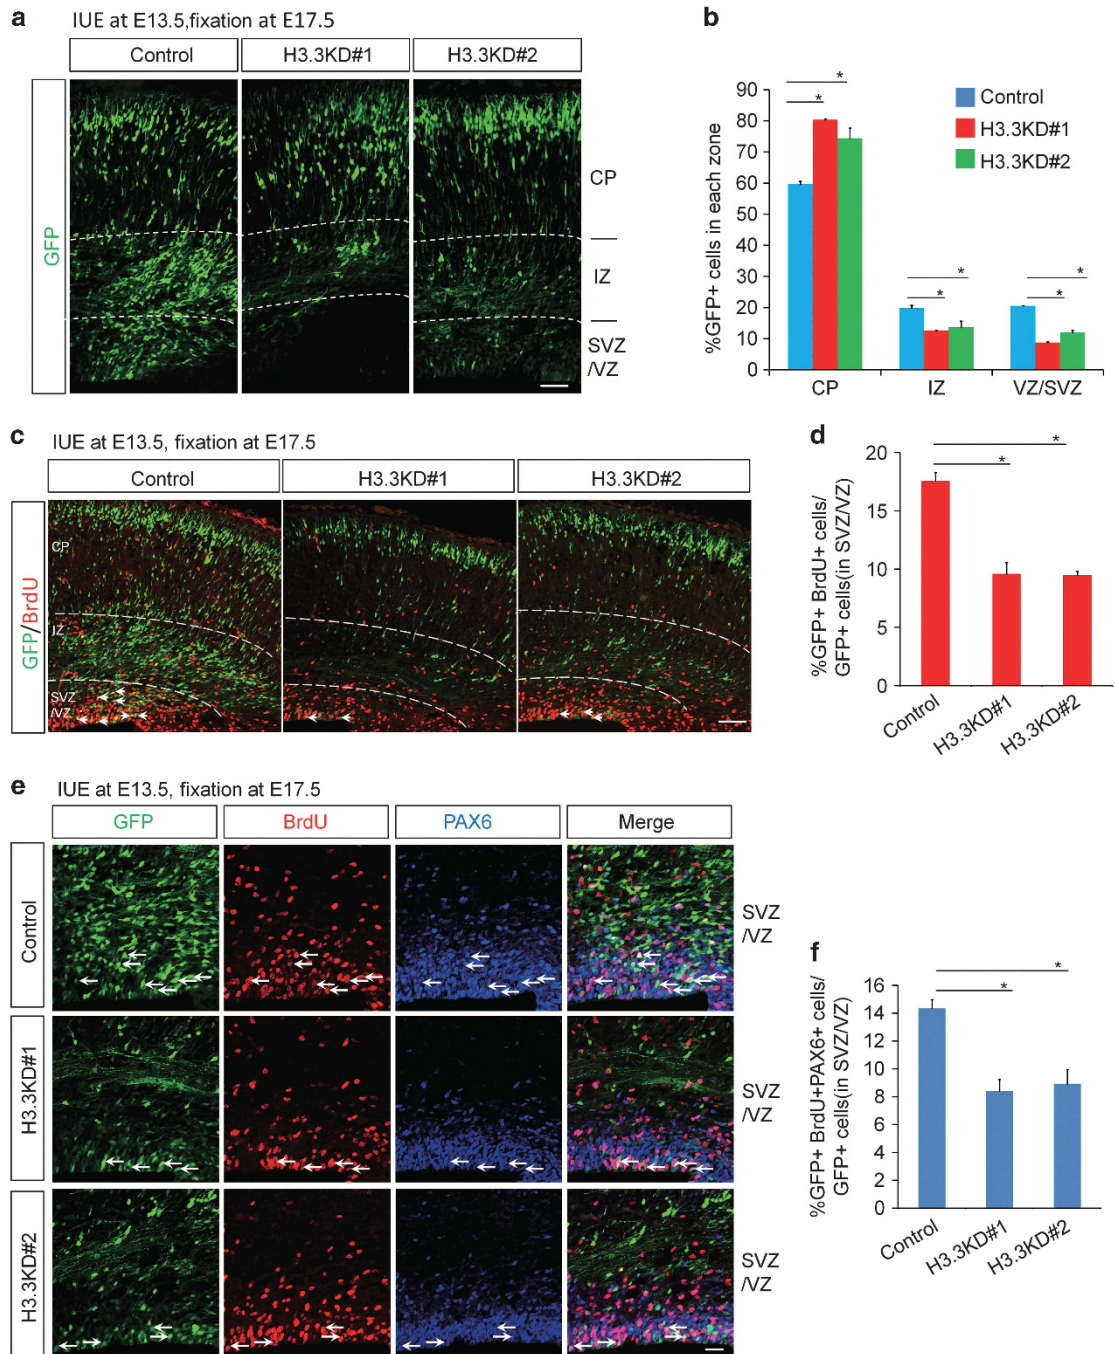 a
IUE at E13.5,fixation at E17.5
Control
H3.3KD#1
H3.3KD#2
GFP
CP
IZ
SVZ
/VZ
b
%GFP+ cells in each zone
90
80
70
60
50
40
30
20
10
0
* *
* *
* *
Control
H3.3KD#1
H3.3KD#2
CP
IZ
VZ/SVZ
c
IUE at E13.5, fixation at E17.5
Control
H3.3KD#1
H3.3KD#2
GFP/BrdU
CP
IZ
SVZ
/VZ
d
%GFP+ BrdU+ cells/
GFP+ cells(in SVZ/VZ)
20
15
10
5
0
*
*
Control
H3.3KD#1
H3.3KD#2
e
IUE at E13.5, fixation at E17.5
GFP
BrdU
PAX6
Merge
Control
SVZ
/VZ
H3.3KD#1
SVZ
/VZ
H3.3KD#2
SVZ
/VZ
f
%GFP+ BrdU+PAX6+ cells/
GFP+ cells(in SVZ/VZ)
16
14
12
10
8
6
4
2
0
*
*
Control
H3.3KD#1
H3.3KD#2